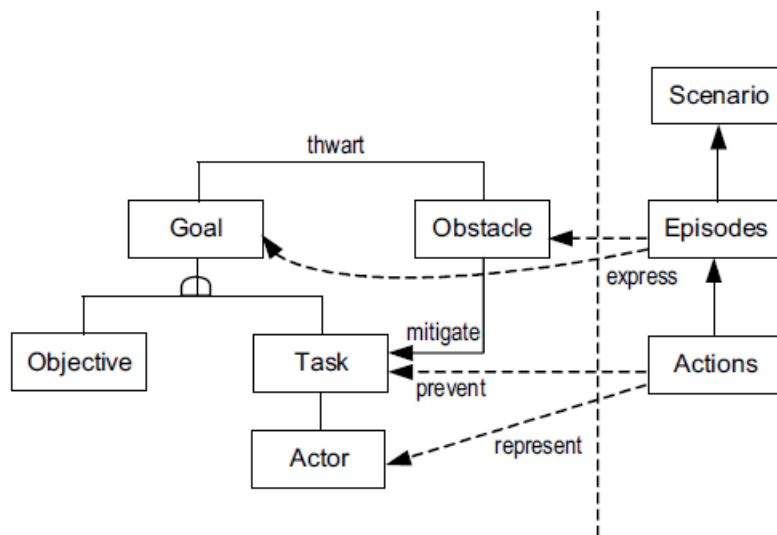 Scenario
thwart
Goal
Obstacle
Episodes
express
mitigate
Objective
Task
Actions
prevent
Actor
represent